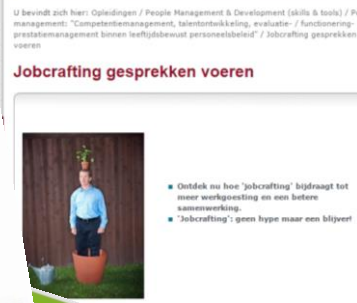 U bevindt zich hier: Opleidingen / People Management & Development (skills & tools) /
management: "Competentiemanagement, talentontwikkeling, evaluatie- / functionering-
prestatiemanagement binnen leeftijdsbewust personeelsbeleid" / Jobcrafting gesprekken
voeren
Jobcrafting gesprekken voeren
Ontdek nu hoe 'jobcrafting' bijdraagt tot
meer werkgoesting en een betere
samenwerking.
'Jobcrafting': geen hype maar een blijver!